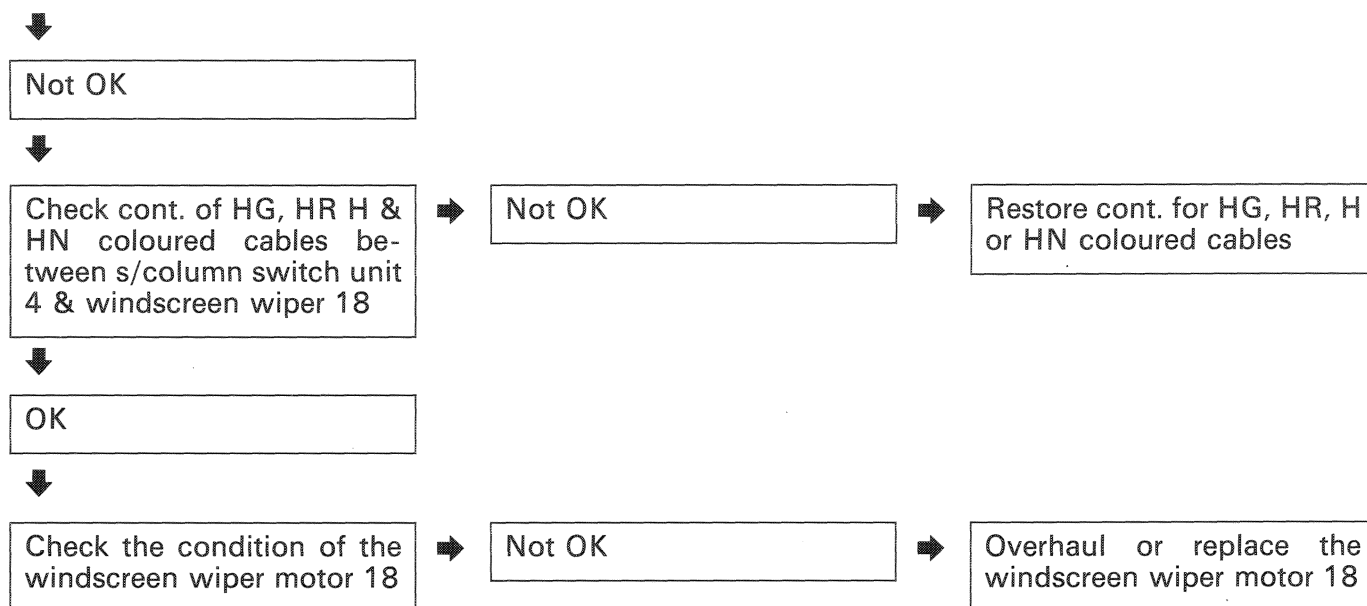 Not OK
Check cont. of HG, HR H &
HN coloured cables be-
tween s/column switch unit
4 & windscreen wiper 18
Not OK
Restore cont. for HG, HR, H
or HN coloured cables
OK
Check the condition of the
windscreen wiper motor 18
Not OK
Overhaul or replace the
windscreen wiper motor 18